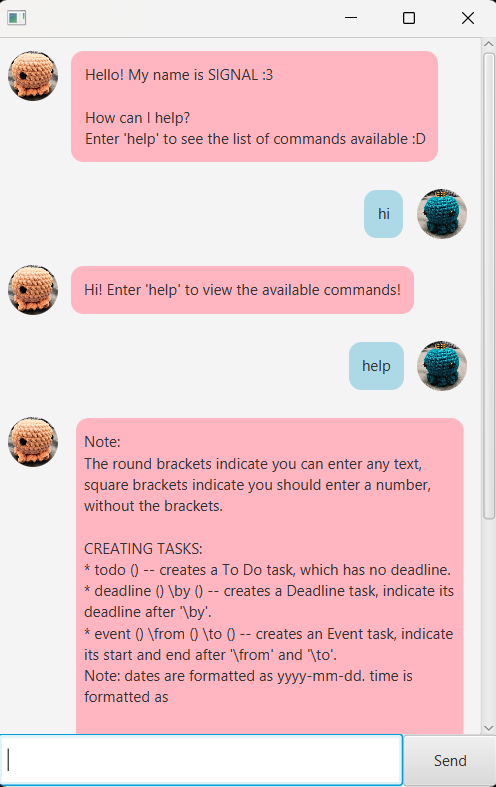 Hello! My name is SIGNAL :3
How can I help?
Enter 'help' to see the list of commands available :D
hi
Hi! Enter 'help' to view the available commands!
help
Note:
The round brackets indicate you can enter any text,
square brackets indicate you should enter a number,
without the brackets.
CREATING TASKS:
* todo () -- creates a To Do task, which has no deadline.
* deadline () \by () -- creates a Deadline task, indicate its
deadline after '\by'.
* event () \from () \to () -- creates an Event task, indicate
its start and end after '\from' and '\to'.
Note: dates are formatted as yyyy-mm-dd. time is
formatted as
Send